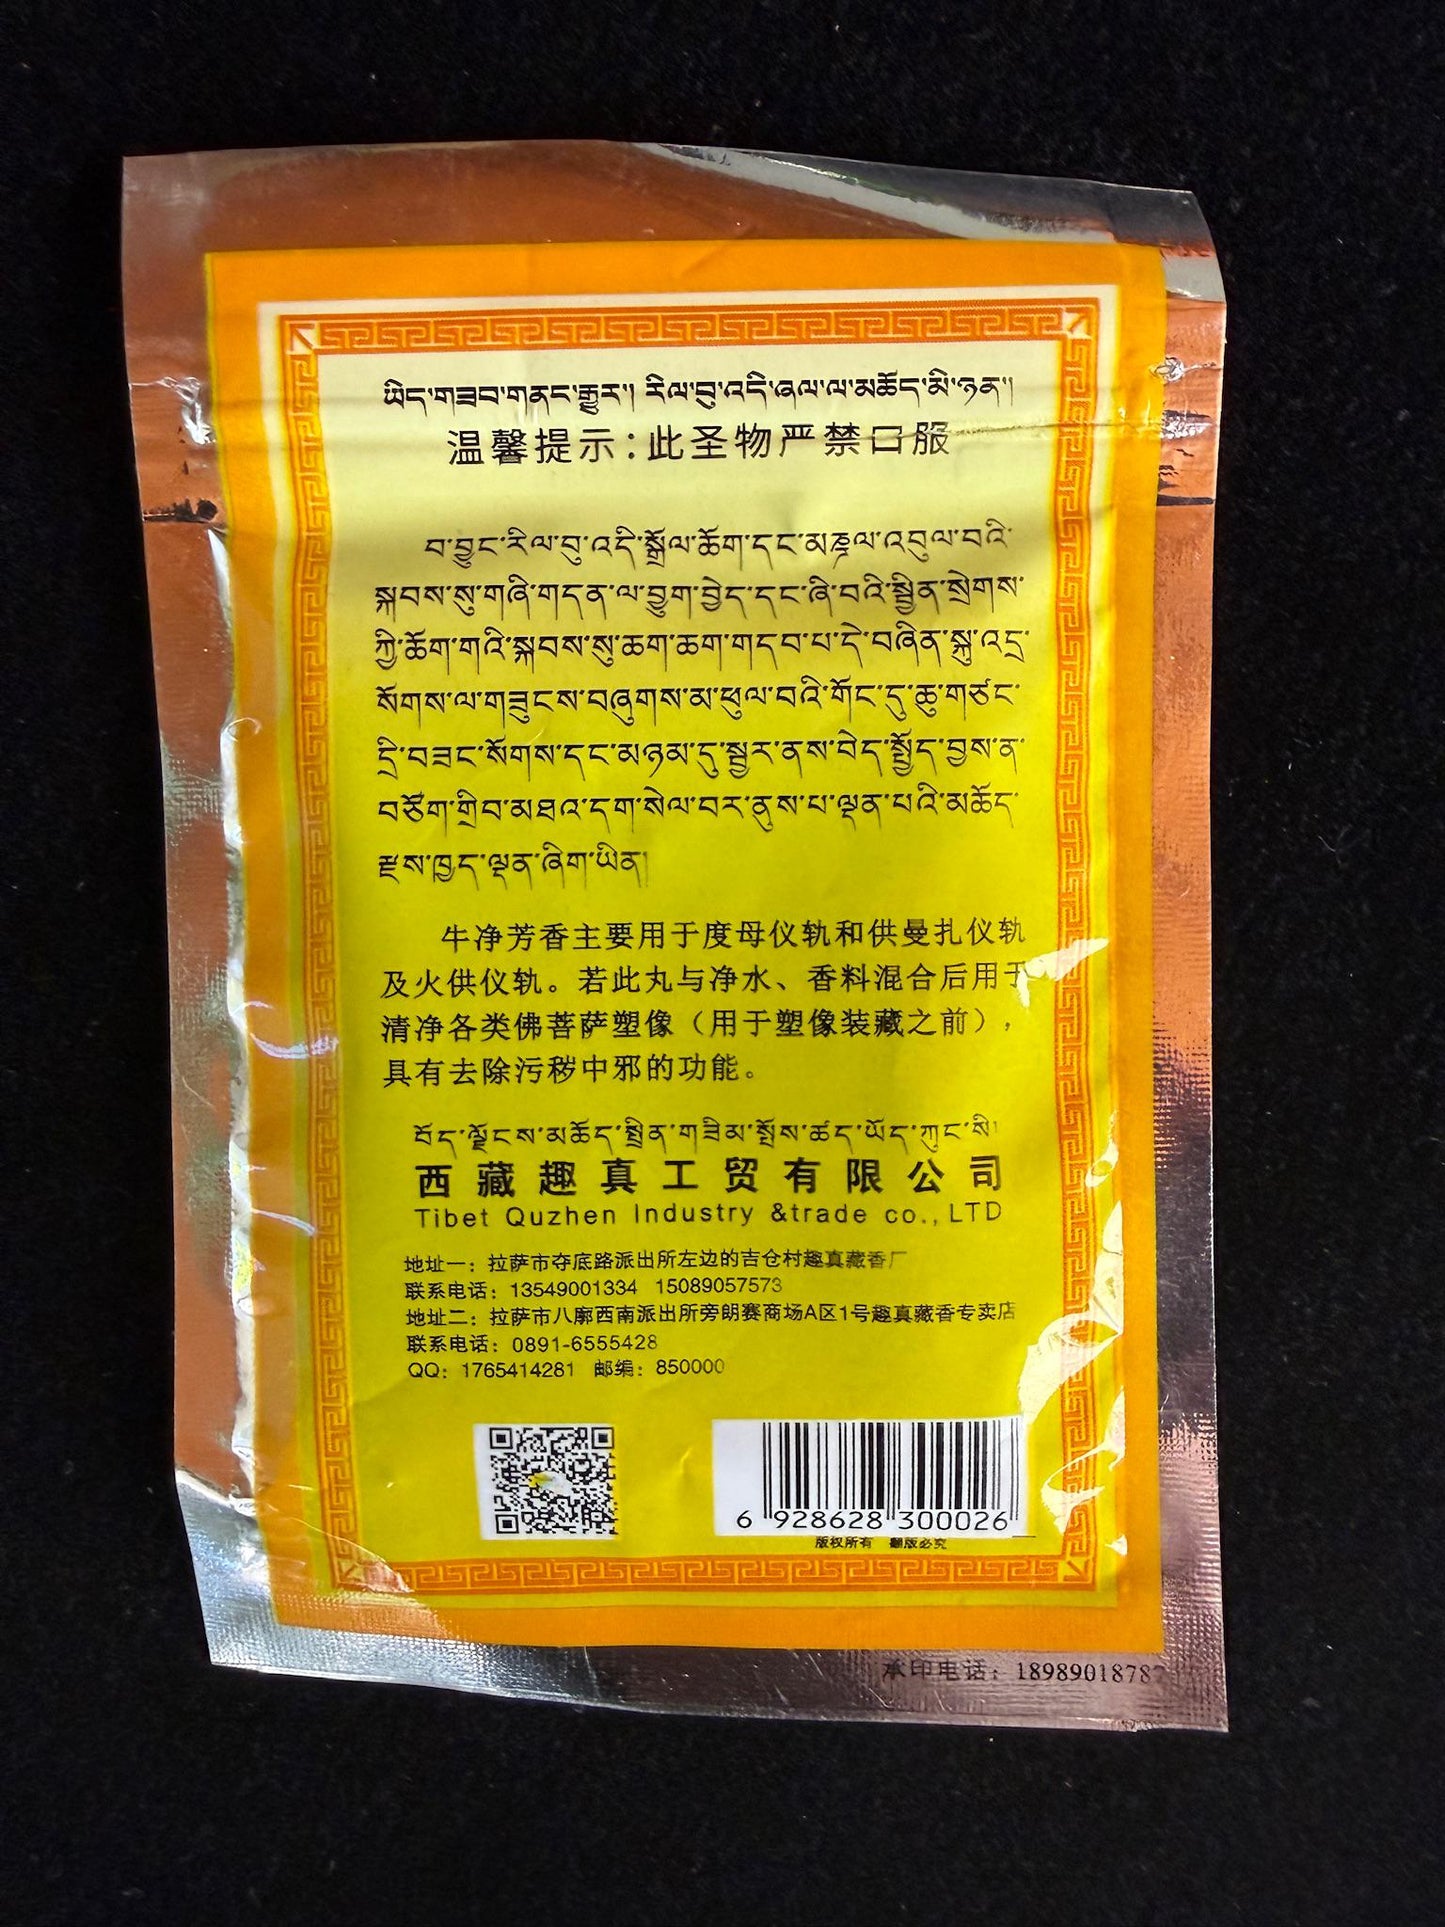 ཡིད་གཟབ་གནང་རྒྱུར། རིལ་བུ་འདི་ཞལ་ལ་མཆོད་མི་ཉན།
温馨提示:此圣物严禁口服
བ་བྱུང་རིལ་བུ་འདི་སྒྲོལ་ཆོག་དང་མཎྜལ་འབུལ་བའི་
སྐབས་སུ་གཞི་གདན་ལ་བྱུག་བྱེད་དང་ཞི་བའི་སྦྱིན་སྲེགས་
ཀྱི་ཆོག་གའི་སྐབས་སུ་ཆག་ཆག་གདབ་པ་དེ་བཞིན་སྐུ་འདྲ་
སོགས་ལ་གཟུངས་བཞུགས་མ་ཕུལ་བའི་གོང་དུ་ཆུ་གཙང་
དྲི་བཟང་སོགས་དང་མཉམ་དུ་སྦྱར་ནས་བེད་སྤྱོད་བྱས་ན་
བཙོག་གྲིབ་མཐའ་དག་སེལ་བར་ནུས་པ་ལྡན་པའི་མཆོད་
རྫས་ཁྱད་ལྡན་ཞིག་ཡིན།
牛净芳香主要用于度母仪轨和供曼扎仪轨
及火供仪轨。若此丸与净水、香料混合后用于
清净各类佛菩萨塑像（用于塑像装藏之前），
具有去除污秽中邪的功能。
བོད་ལྗོངས་མཆོད་སྤྲིན་གཟིམ་སྤོས་ཚད་ཡོད་ཀུང་སི།
西藏趣真工贸有限公司
Tibet Quzhen Industry &trade co.,LTD
地址一：拉萨市夺底路派出所左边的吉仓村趣真藏香厂
联系电话：13549001334 15089057573
地址二：拉萨市八廓西南派出所旁朗赛商场A区1号趣真藏香专卖店
联系电话：0891-6555428
QQ：1765414281 邮编：850000
6 928628 300026
版权所有 翻版必究
承印电话：18989018787